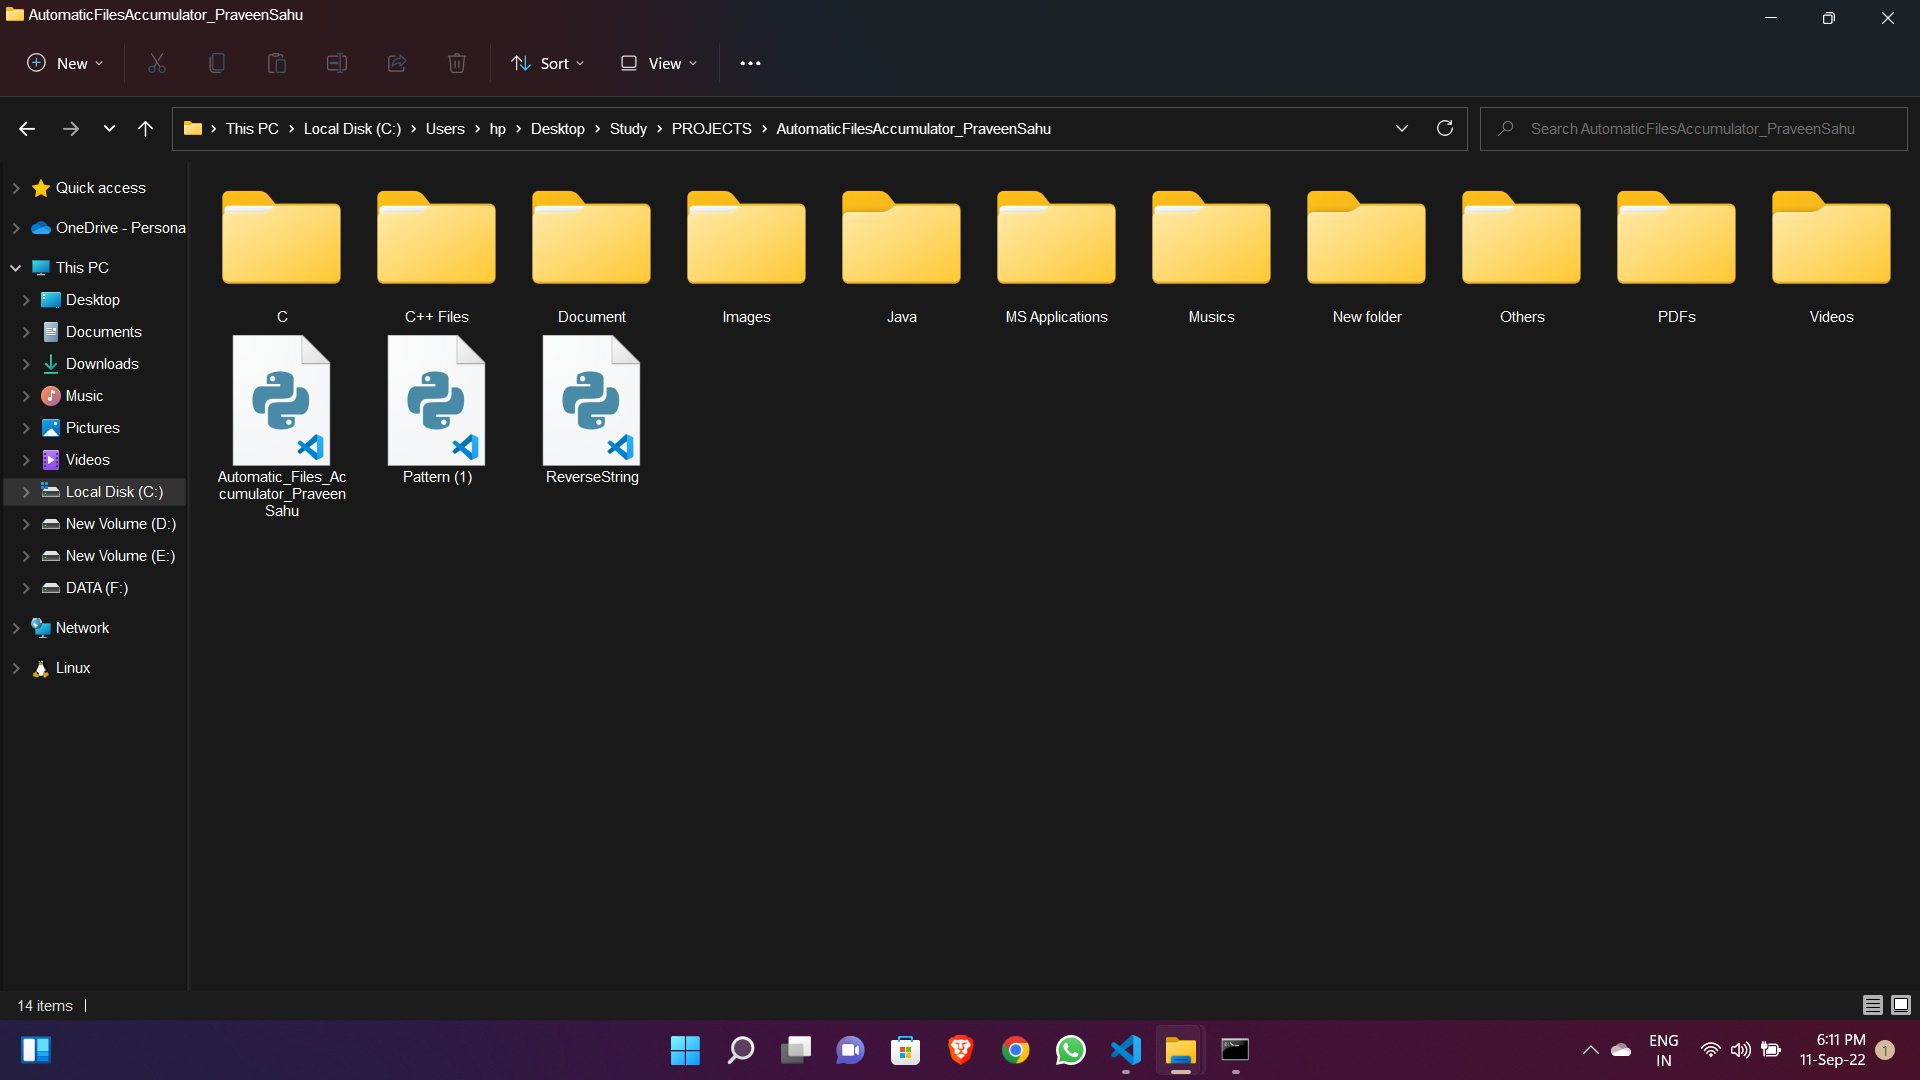 AutomaticFilesAccumulator_PraveenSahu
New
Sort
View
This PC > Local Disk (C:) > Users > hp > Desktop > Study > PROJECTS > AutomaticFilesAccumulator_PraveenSahu
Search AutomaticFilesAccumulator_PraveenSahu
Quick access
OneDrive - Persona
This PC
Desktop
Documents
Downloads
Music
Pictures
Videos
Local Disk (C:)
New Volume (D:)
New Volume (E:)
DATA (F:)
Network
Linux
C
C++ Files
Document
Images
Java
MS Applications
Musics
New folder
Others
PDFs
Videos
Automatic_Files_Ac
cumulator_Praveen
Sahu
Pattern (1)
ReverseString
14 items
ENG
IN
6:11 PM
11-Sep-22
1